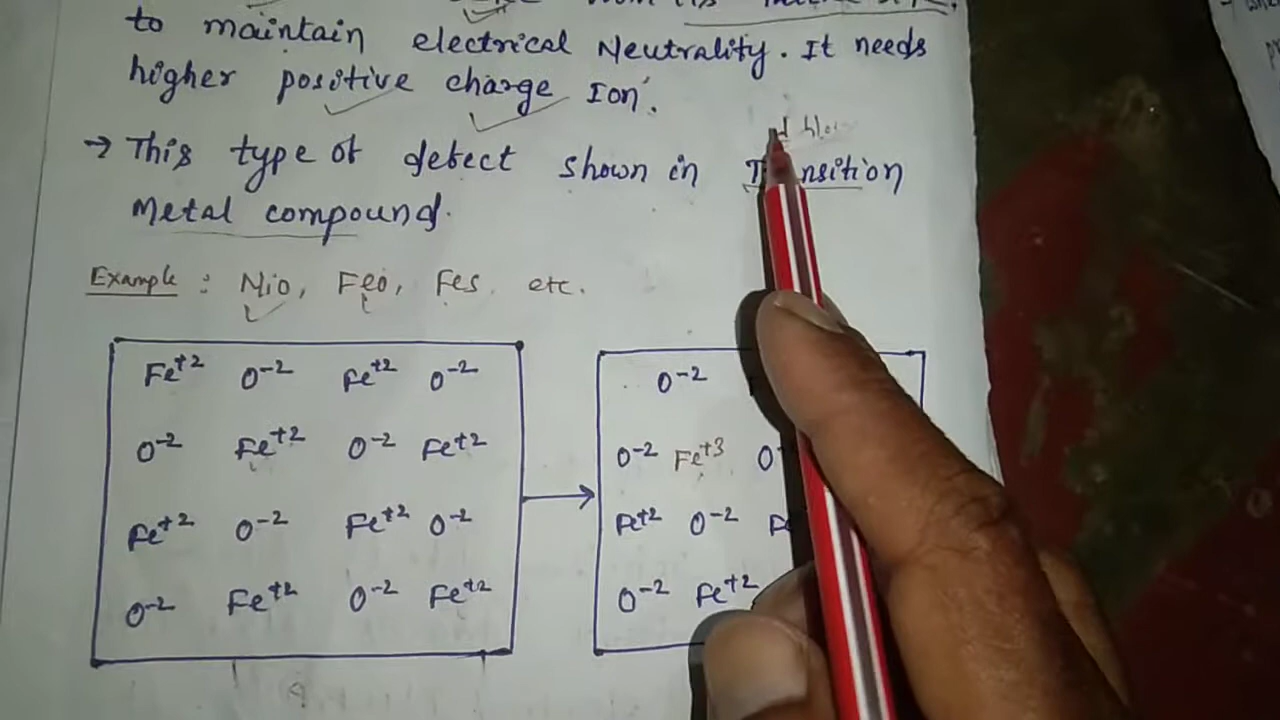 to maintain electrical Neutrality. It needs
higher positive charge Ion.
→ This type of defect shown in Transition
Metal compound.
Example : Nio, Feo, Fes. etc.
Fe+2 O-2 Fe+2 O-2
O-2 Fe+2 O-2 Fe+2
Fe+2 O-2 Fe+2 O-2
O-2 Fe+2 O-2 Fe+2
O-2
O-2 Fe+3 O
Fe+2 O-2
O-2 Fe+2